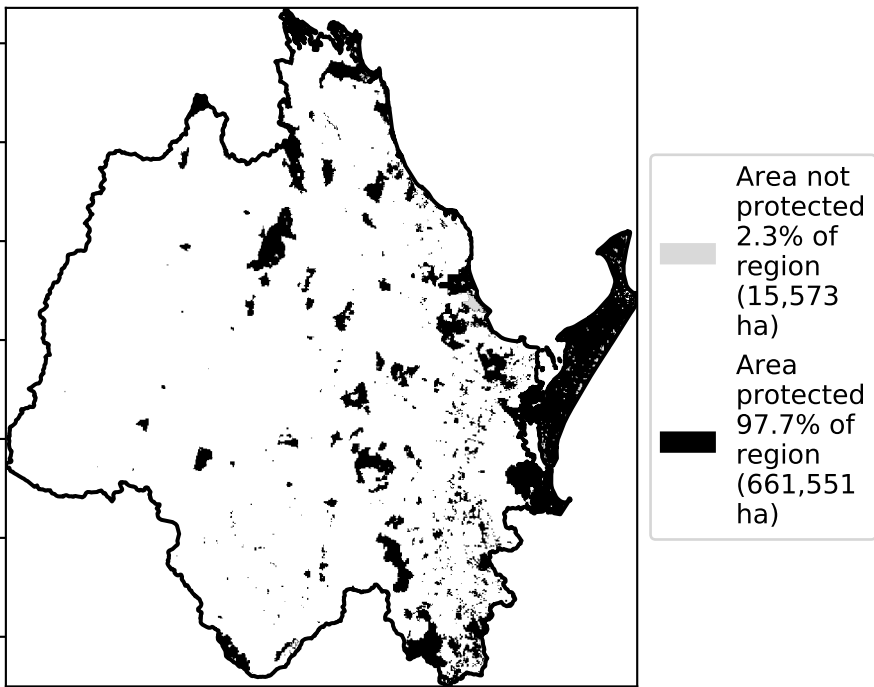 Area not
protected
2.3% of
region
(15,573
ha)
Area
protected
97.7% of
region
(661,551
ha)